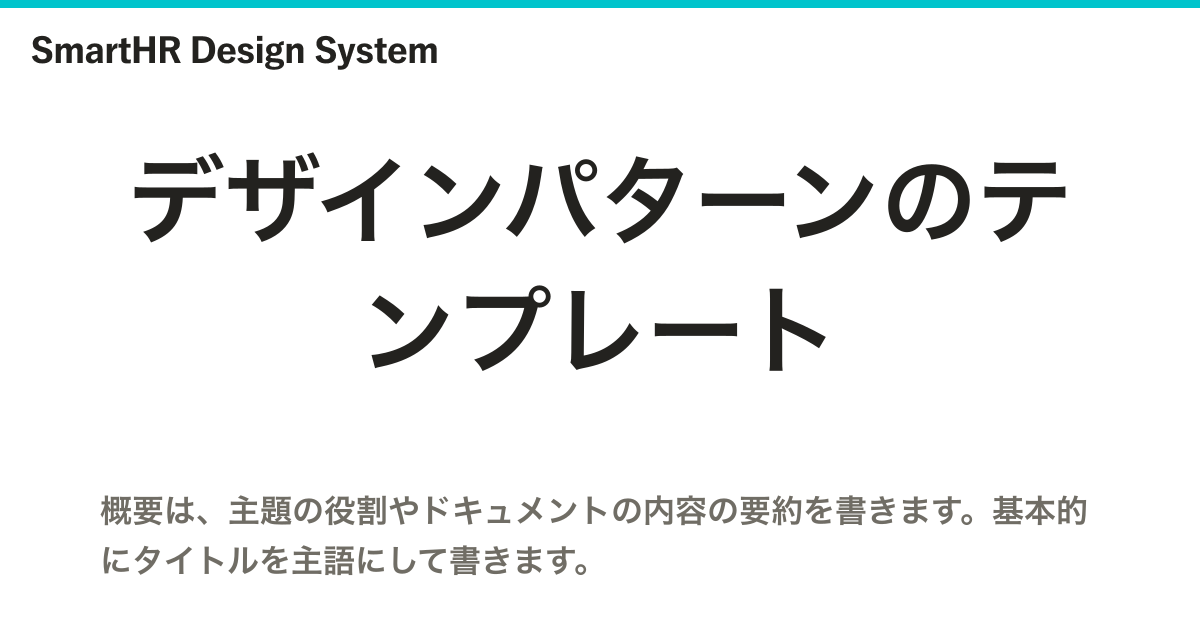 SmartHR Design System
デザインパターンのテ
ンプレート
概要は、主題の役割やドキュメントの内容の要約を書きます。基本的
にタイトルを主語にして書きます。